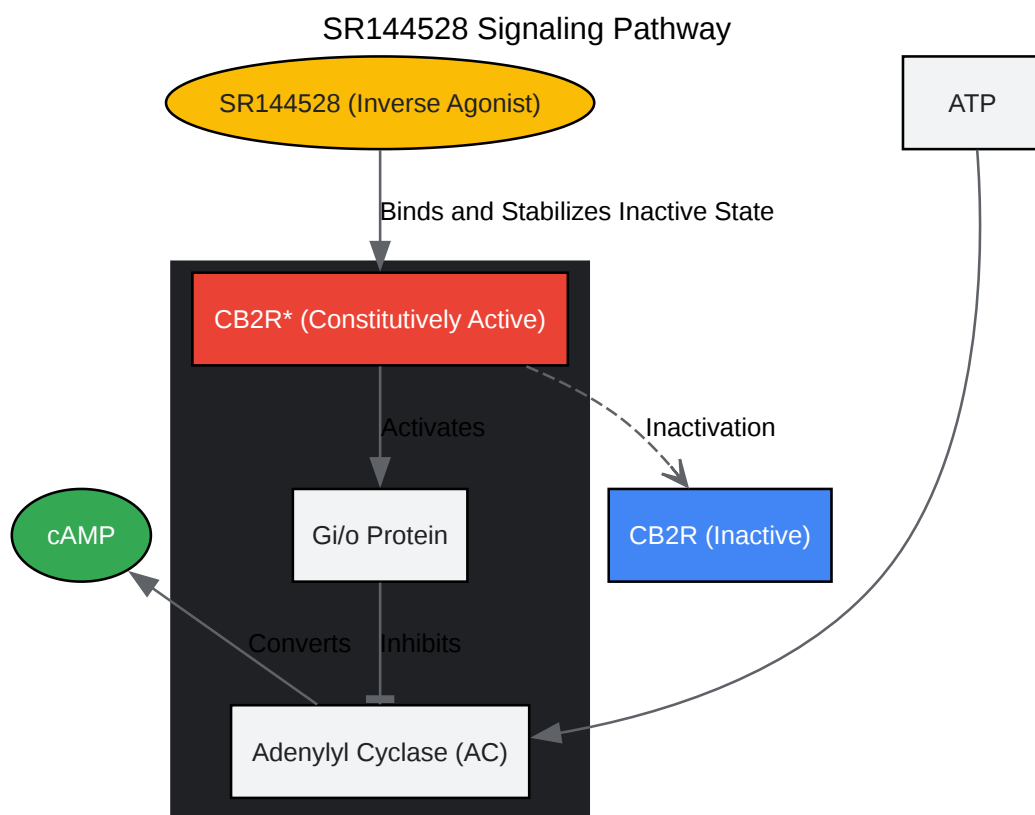 SR144528 Signaling Pathway
SR144528 (Inverse Agonist)
ATP
Binds and Stabilizes Inactive State
CB2R* (Constitutively Active)
Activates
Inactivation
cAMP
Gi/o Protein
CB2R (Inactive)
Converts
Inhibits
Adenylyl Cyclase (AC)